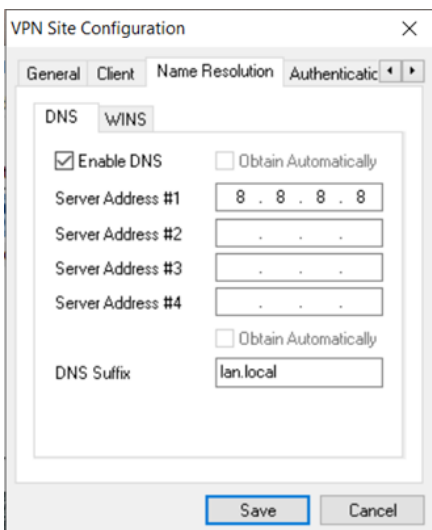 VPN Site Configuration
General Client Name Resolution
DNS WINS
Enable DNS Obtain Automatically
Server Address #1 8 . 8 . 8 . 8
Server Address #2 . . .
Server Address #3 . . .
Server Address #4 . . .
Obtain Automatically
DNS Suffix lan.local
Save Cancel